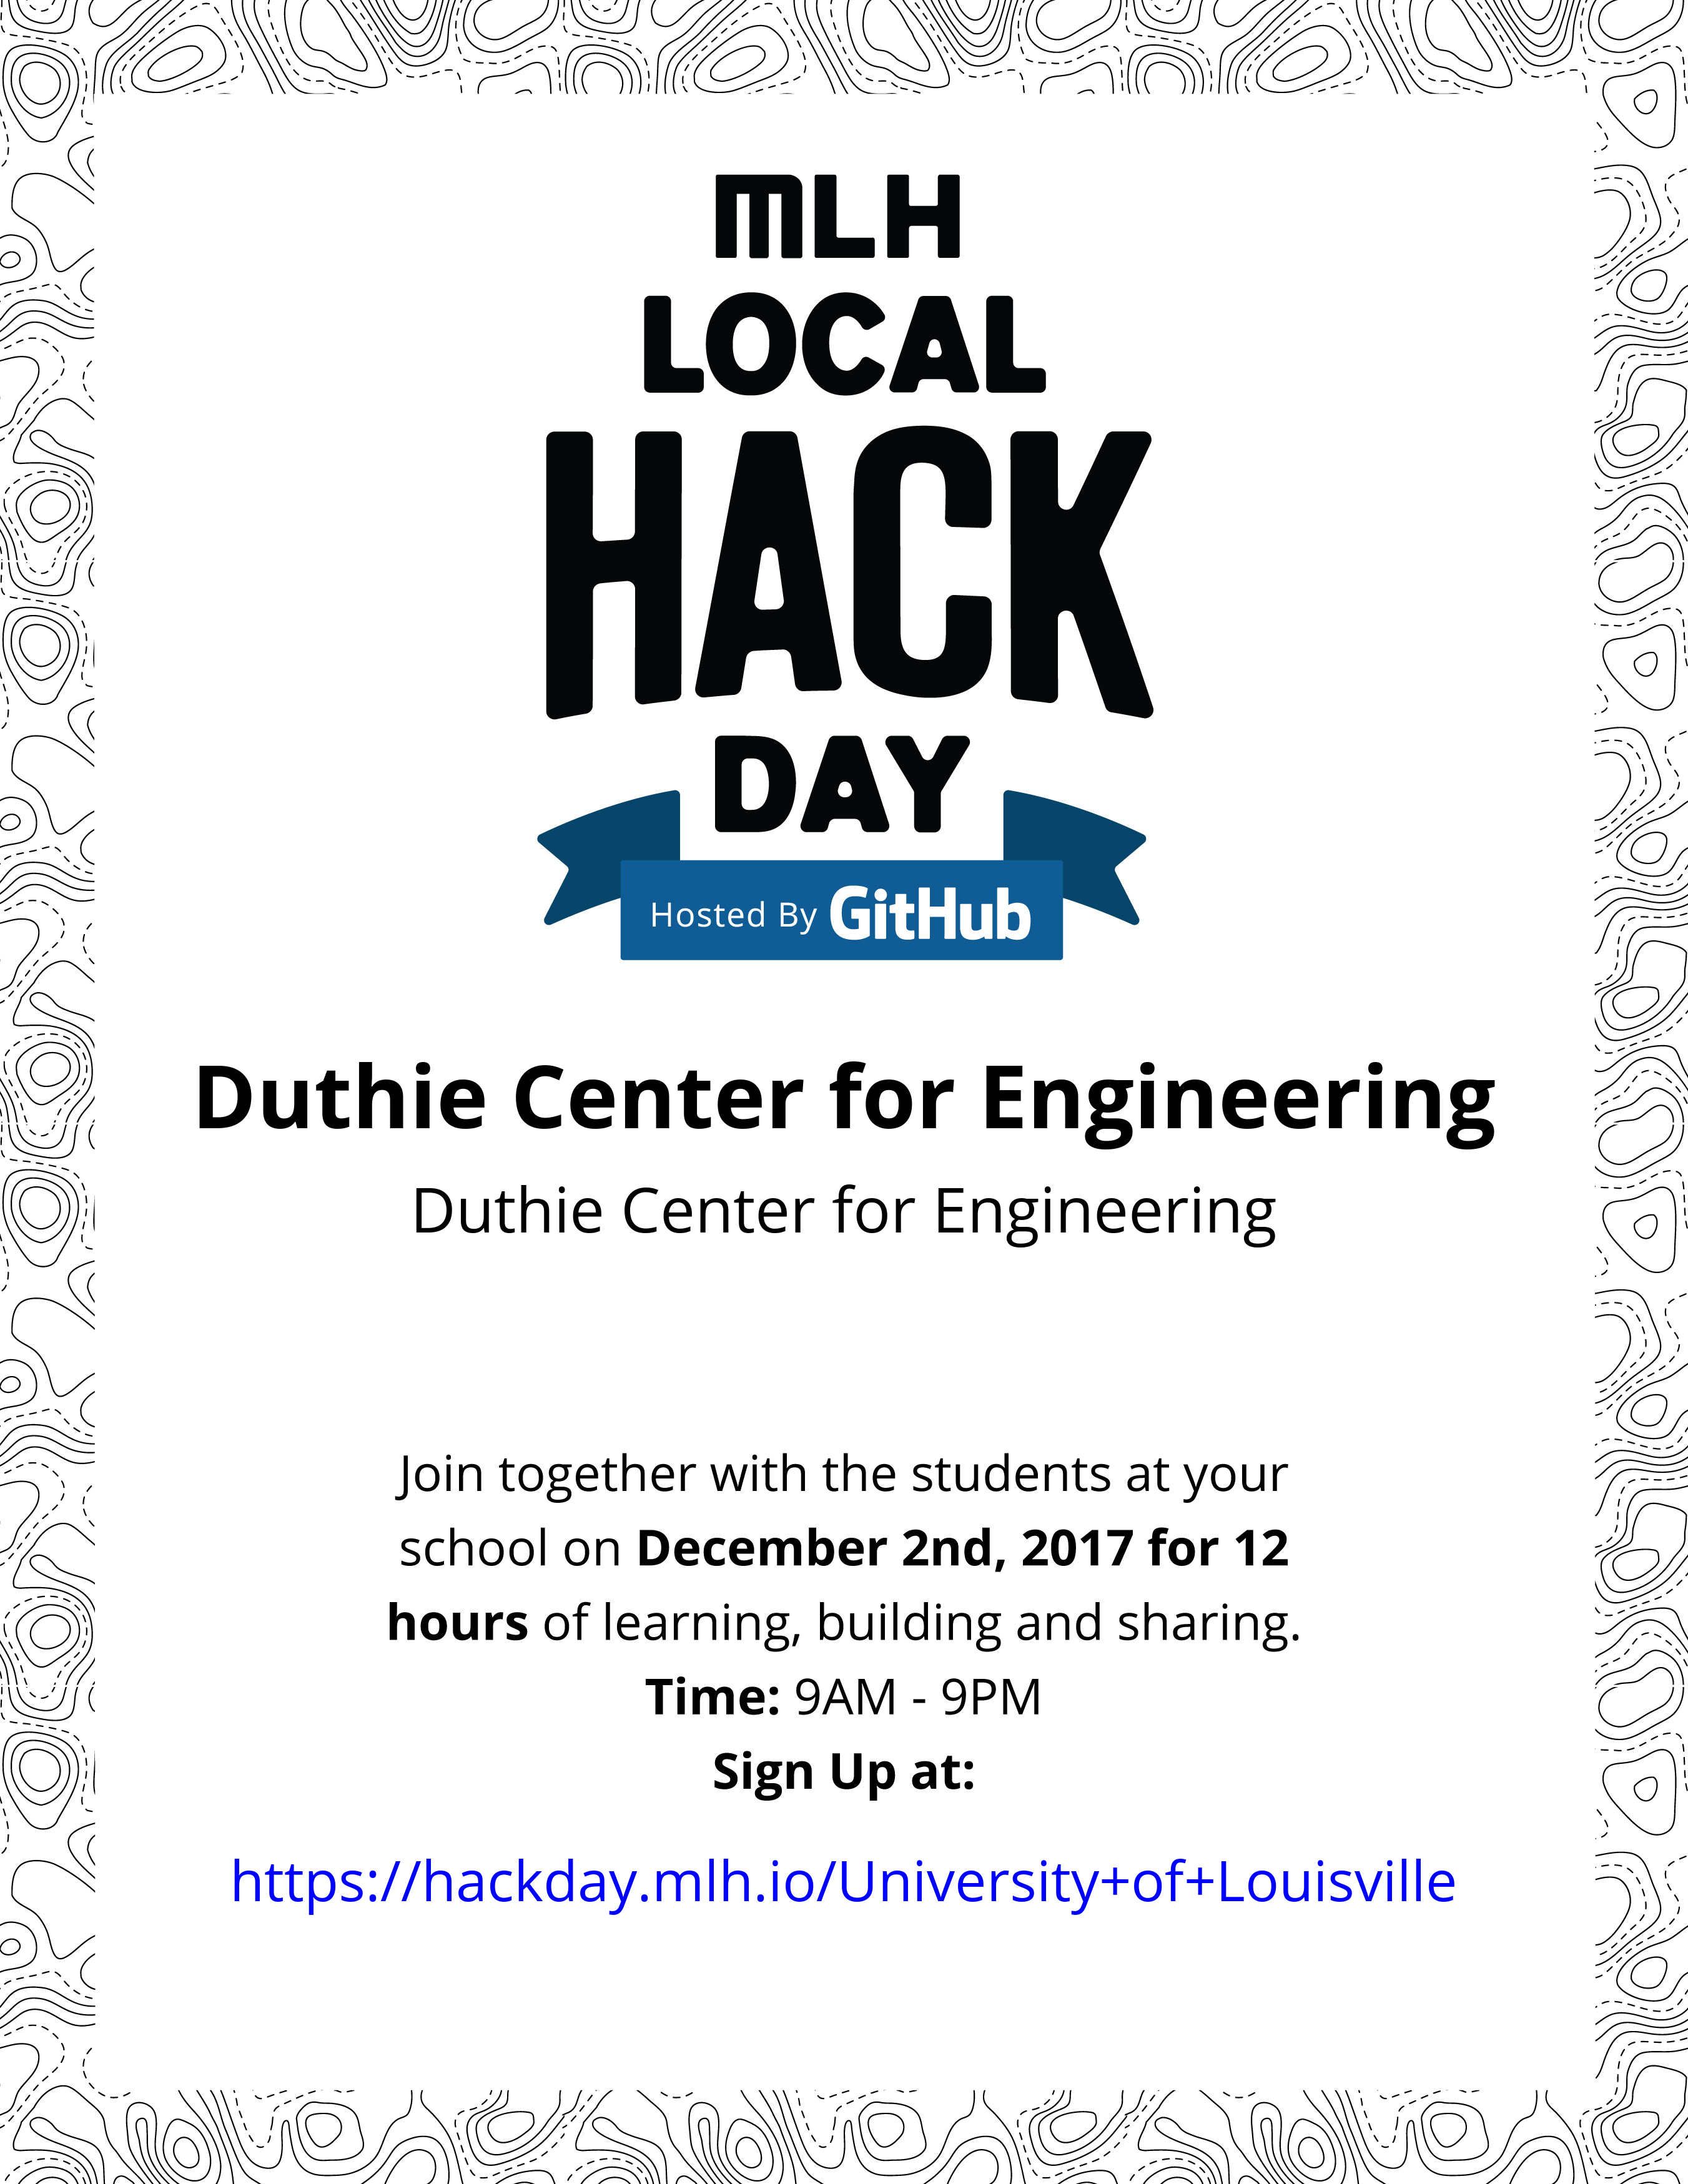 MLH
LOCAL
HACK
DAY
Hosted By GitHub
Duthie Center for Engineering
Duthie Center for Engineering
Join together with the students at your
school on December 2nd, 2017 for 12
hours of learning, building and sharing.
Time: 9AM - 9PM
Sign Up at:
https://hackday.mlh.io/University+of+Louisville